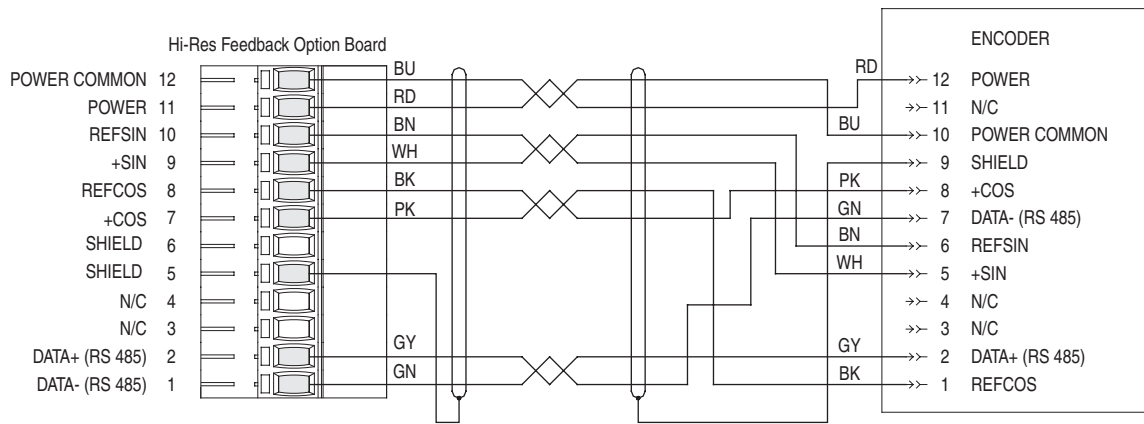 Hi-Res Feedback Option Board
POWER COMMON 12
POWER 11
REFSIN 10
+SIN 9
REFCOS 8
+COS 7
SHIELD 6
SHIELD 5
N/C 4
N/C 3
DATA+ (RS 485) 2
DATA- (RS 485) 1
BU
RD
BN
WH
BK
PK
GY
GN
RD
BU
PK
GN
BN
WH
GY
BK
ENCODER
12 POWER
11 N/C
10 POWER COMMON
9 SHIELD
8 +COS
7 DATA- (RS 485)
6 REFSIN
5 +SIN
4 N/C
3 N/C
2 DATA+ (RS 485)
1 REFCOS